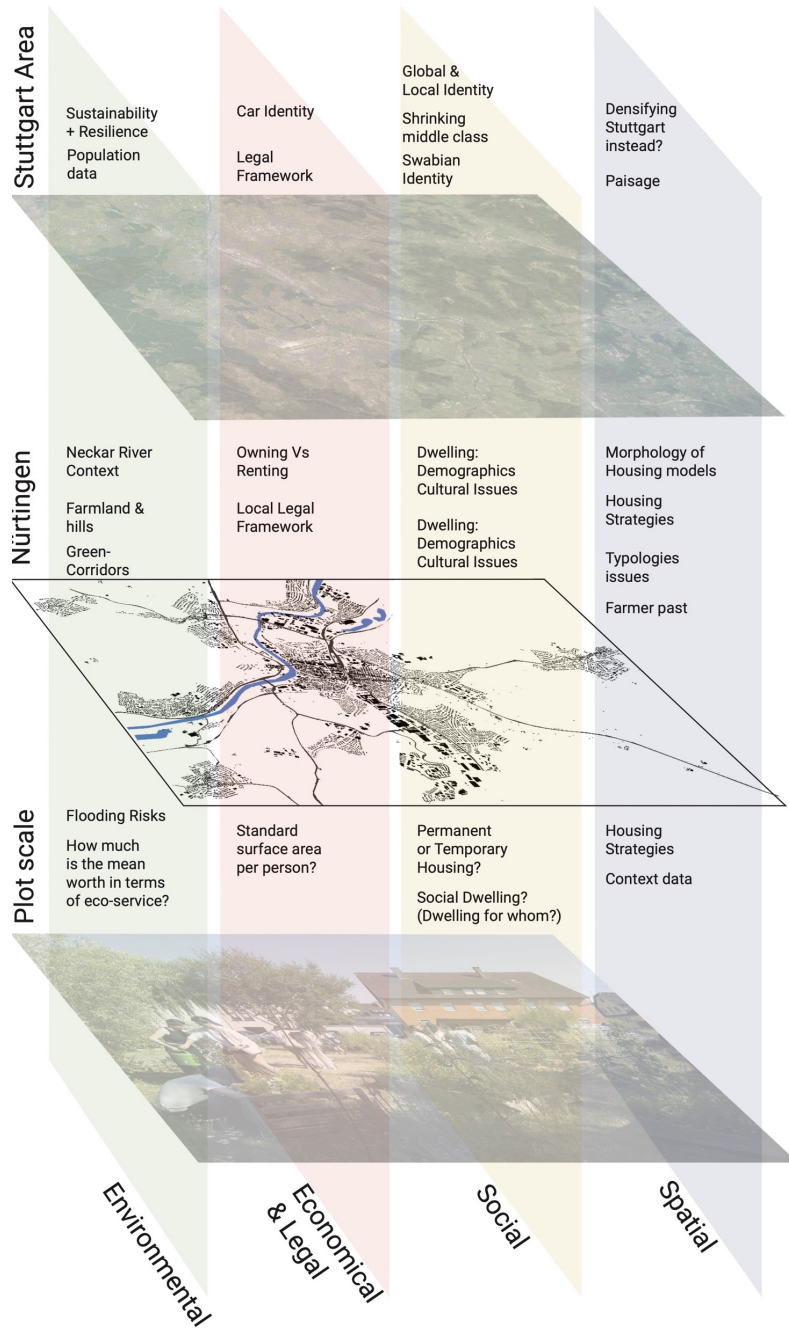 Stuttgart Area
Sustainability
+ Resilience
Population
data
Car Identity
Legal
Framework
Global &
Local Identity
Shrinking
middle class
Swabian
Identity
Densifying
Stuttgart
instead?
Paisage
Nürtingen
Neckar River
Context
Farmland &
hills
Green-
Corridors
Owning Vs
Renting
Local Legal
Framework
Dwelling:
Demographics
Cultural Issues
Dwelling:
Demographics
Cultural Issues
Morphology of
Housing models
Housing
Strategies
Typologies
issues
Farmer past
Plot scale
Flooding Risks
How much
is the mean
worth in terms
of eco-service?
Standard
surface area
per person?
Permanent
or Temporary
Housing?
Social Dwelling?
(Dwelling for whom?)
Housing
Strategies
Context data
Environmental
Economical
& Legal
Social
Spatial